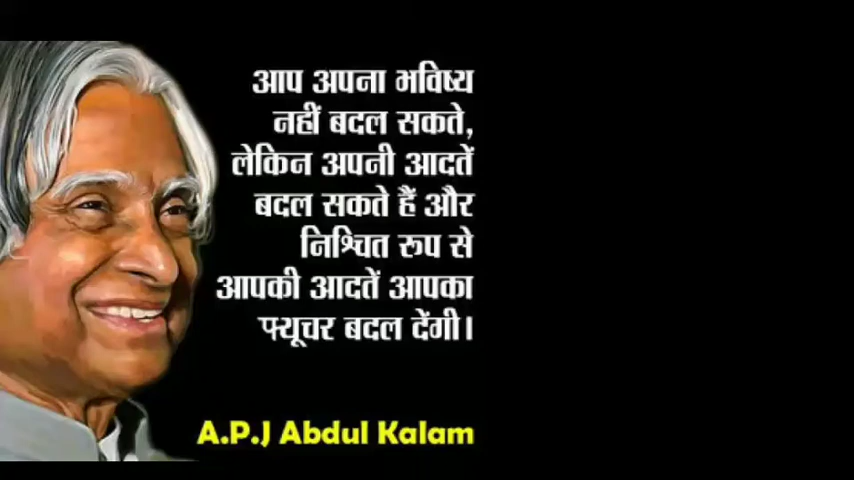 आप अपना भविष्य
नहीं बदल सकते,
लेकिन अपनी आदतें
बदल सकते हैं और
निश्चित रूप से
आपकी आदतें आपका
फ्यूचर बदल देंगी।
A.P.J Abdul Kalam